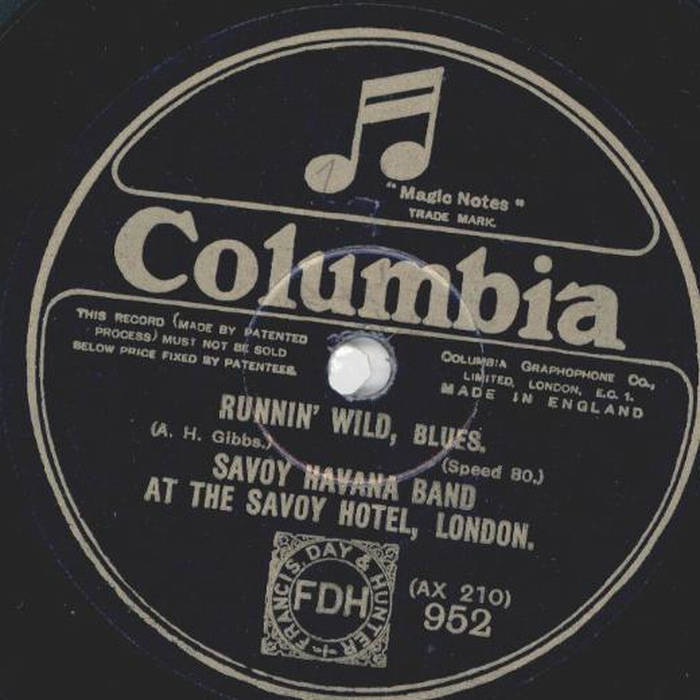 1
"Magic Notes"
TRADE MARK.
Columbia
THIS RECORD (MADE BY PATENTED
PROCESS) MUST NOT BE SOLD
BELOW PRICE FIXED BY PATENTEES.
COLUMBIA GRAPHOPHONE CO.,
LIMITED, LONDON, E.C. 1.
MADE IN ENGLAND
RUNNIN' WILD, BLUES.
(A. H. Gibbs.)
(Speed 80.)
SAVOY HAVANA BAND
AT THE SAVOY HOTEL, LONDON.
FRANCIS, DAY & HUNTER
FDH
(AX 210)
952